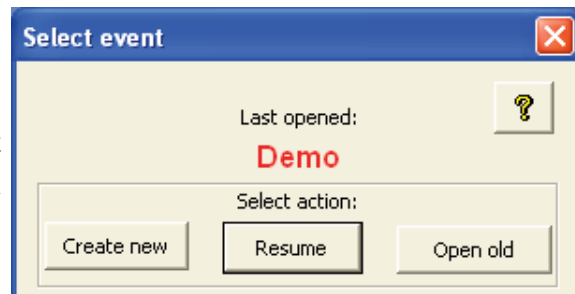 Select event
?
Last opened:
Demo
Select action:
Create new Resume Open old